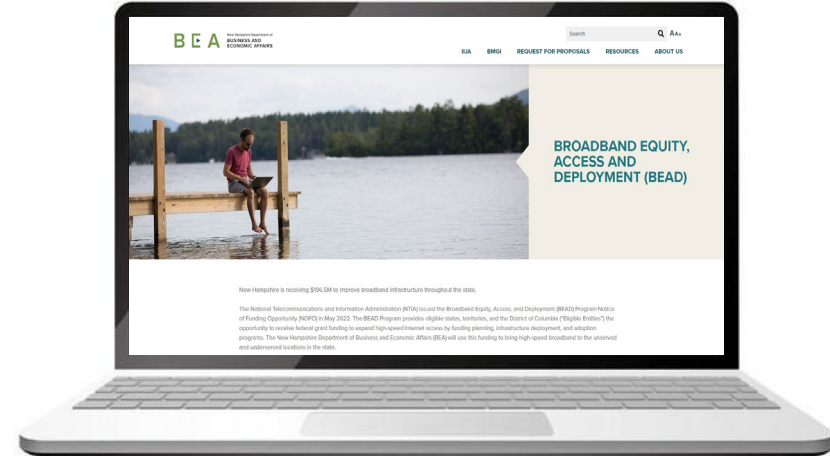 BEA
New Hampshire Department of
BUSINESS AND
ECONOMIC AFFAIRS
Search
AAA
IIJA BMGI REQUEST FOR PROPOSALS RESOURCES ABOUT US
BROADBAND EQUITY,
ACCESS AND
DEPLOYMENT (BEAD)
New Hampshire is receiving $196.5M to improve broadband infrastructure throughout the state.
The National Telecommunications and Information Administration (NTIA) issued the Broadband Equity, Access, and Deployment (BEAD) Program Notice
of Funding Opportunity (NOFO) in May 2022. The BEAD Program provides eligible states, territories, and the District of Columbia ("Eligible Entities") the
opportunity to receive federal grant funding to expand high-speed Internet access by funding planning, infrastructure deployment, and adoption
programs. The New Hampshire Department of Business and Economic Affairs (BEA) will use this funding to bring high-speed broadband to the unserved
and underserved locations in the state.